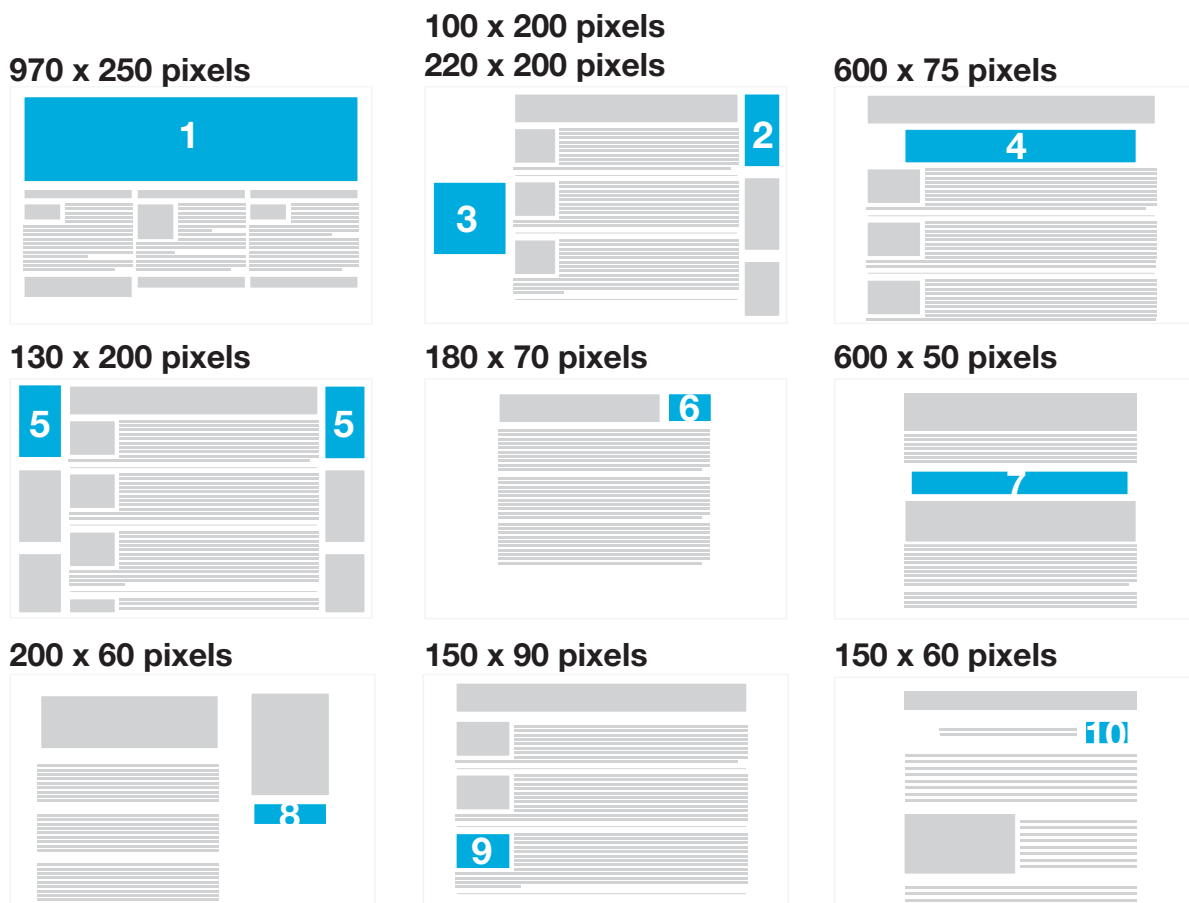 100 x 200 pixels
970 x 250 pixels
220 x 200 pixels
600 x 75 pixels
1
2
3
4
130 x 200 pixels
180 x 70 pixels
600 x 50 pixels
5
5
6
7
200 x 60 pixels
150 x 90 pixels
150 x 60 pixels
8
9
10